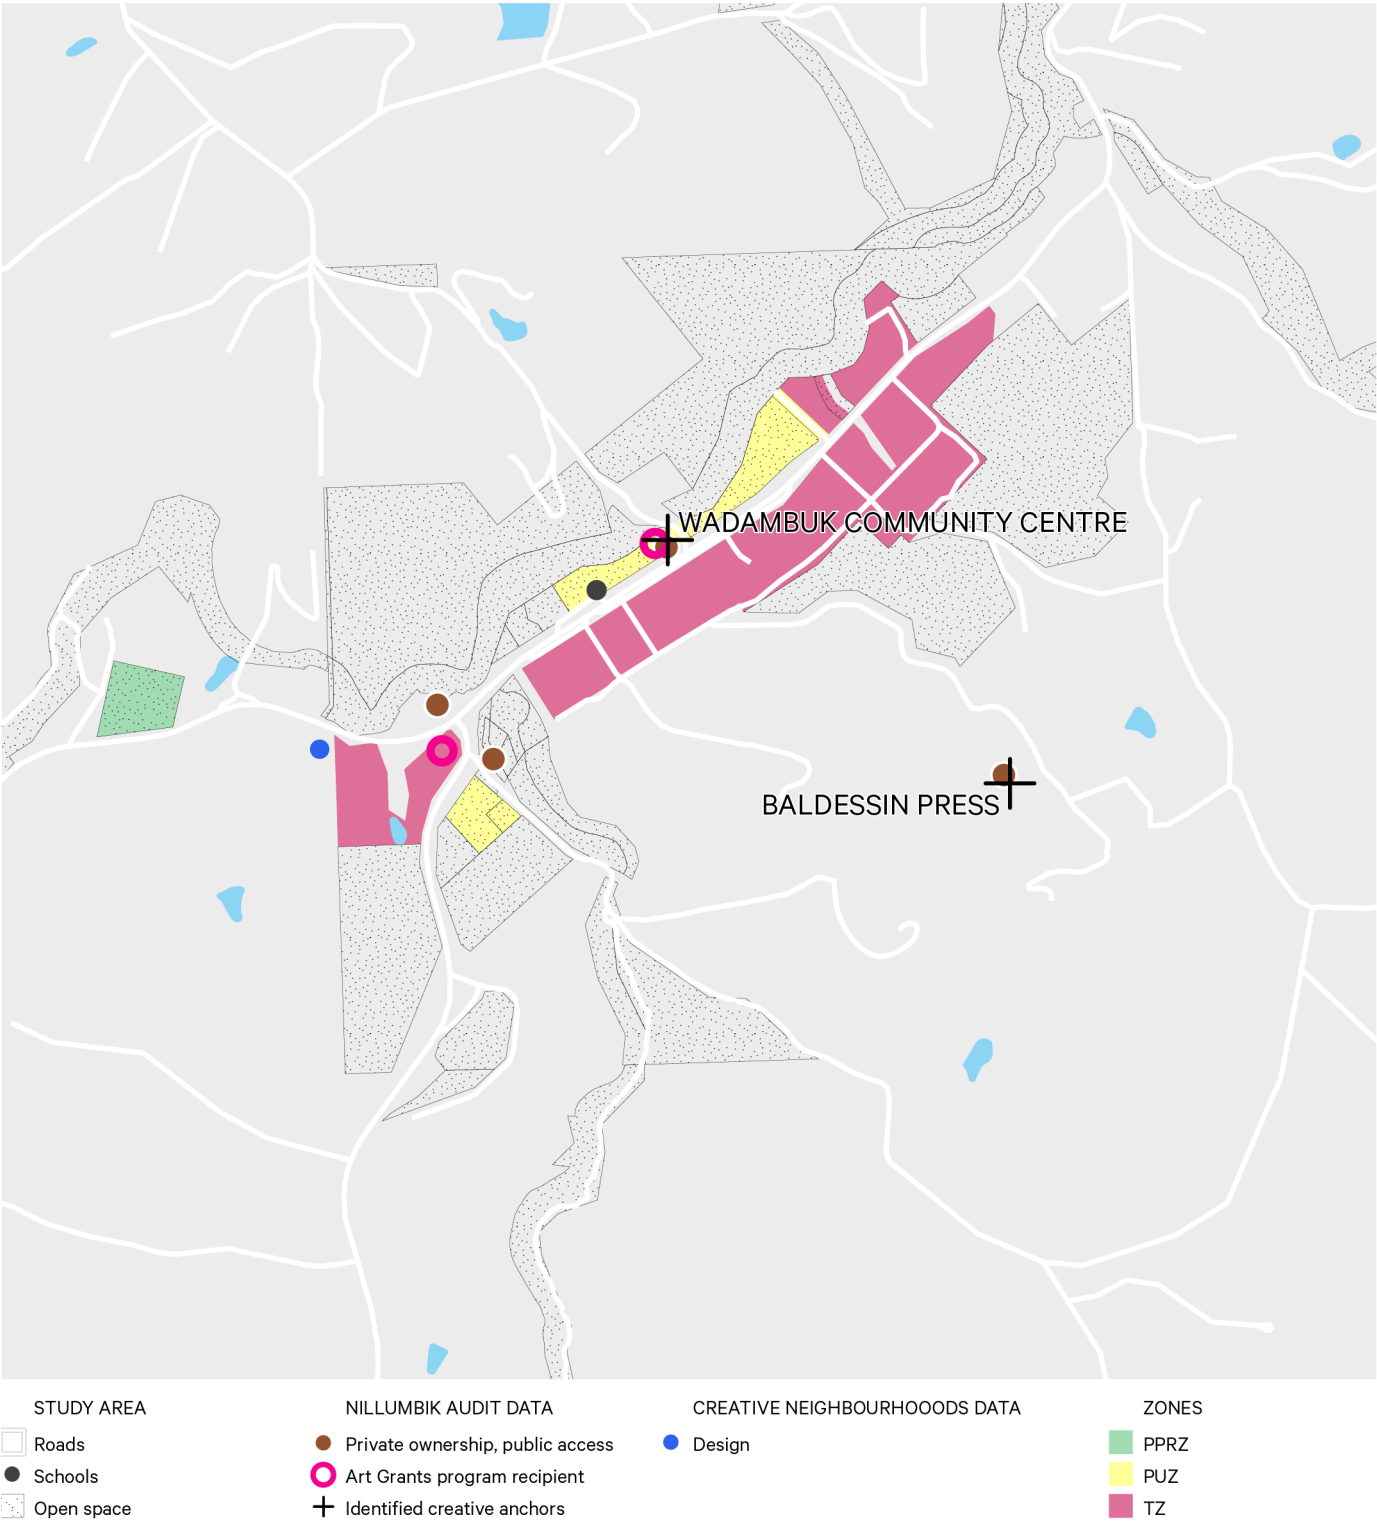 WADAMBUK COMMUNITY CENTRE
BALDESSIN PRESS
STUDY AREA
Roads
Schools
Open space
NILLUMBIK AUDIT DATA
Private ownership, public access
Art Grants program recipient
Identified creative anchors
CREATIVE NEIGHBOURHOOODS DATA
Design
ZONES
PPRZ
PUZ
TZ